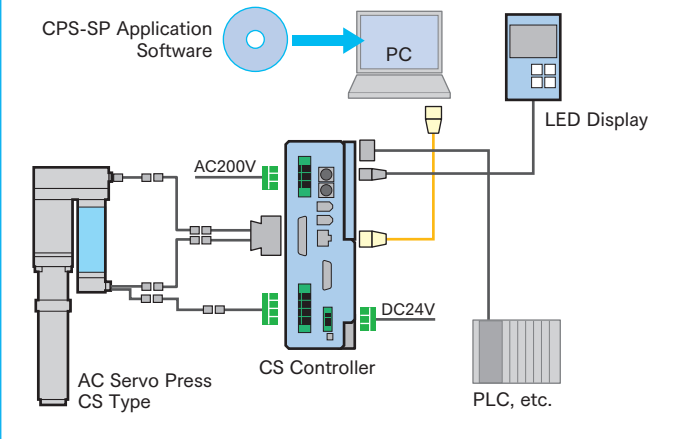 CPS-SP Application
Software
PC
LED Display
AC200V
DC24V
CS Controller
AC Servo Press
CS Type
PLC, etc.